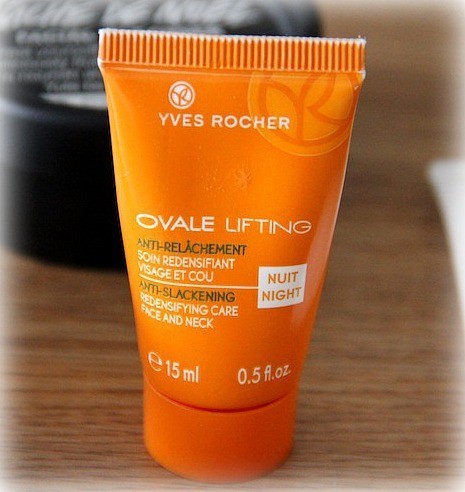 YVES ROCHER
OVALE LIFTING
ANTI-RELÂCHEMENT
SOIN REDENSIFIANT
VISAGE ET COU
NUIT
NIGHT
ANTI-SLACKENING
REDENSIFYING CARE
FACE AND NECK
℮ 15 ml 0.5 fl.oz.